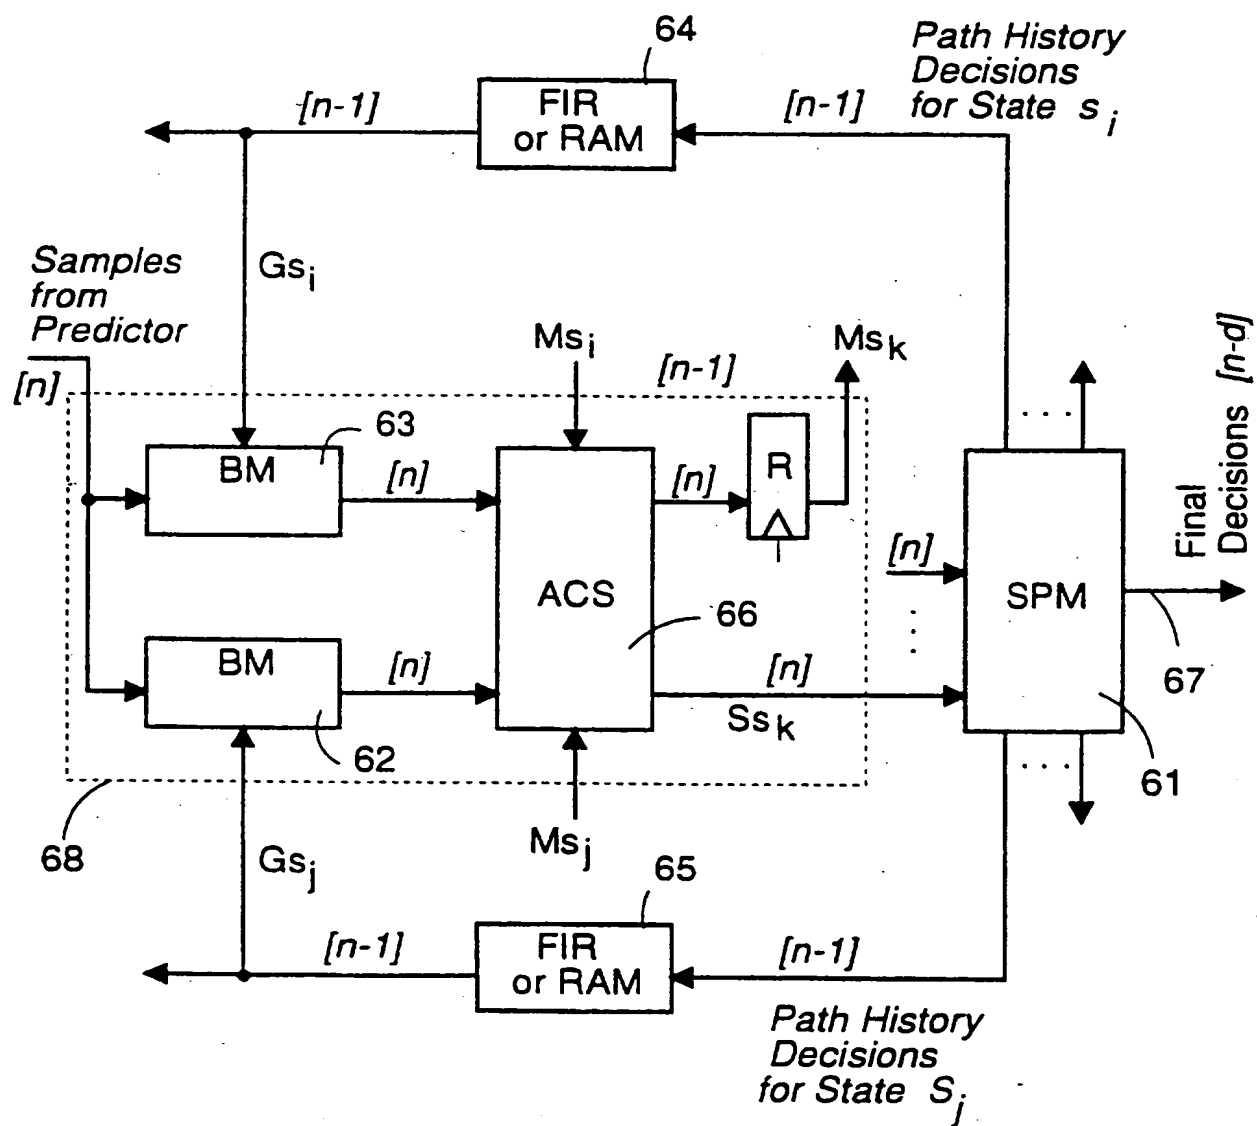 64
Path History
Decisions
for State s i
[n-1]
FIR
or RAM
[n-1]
Gs i
Samples
from
Predictor
[n]
Ms i
[n-1]
Ms k
63
BM
[n]
ACS
[n]
R
[n]
SPM
Final
Decisions [n-d]
BM
[n]
66
[n]
Ss k
67
62
61
68
Gs j
Ms j
65
[n-1]
FIR
or RAM
[n-1]
Path History
Decisions
for State S j